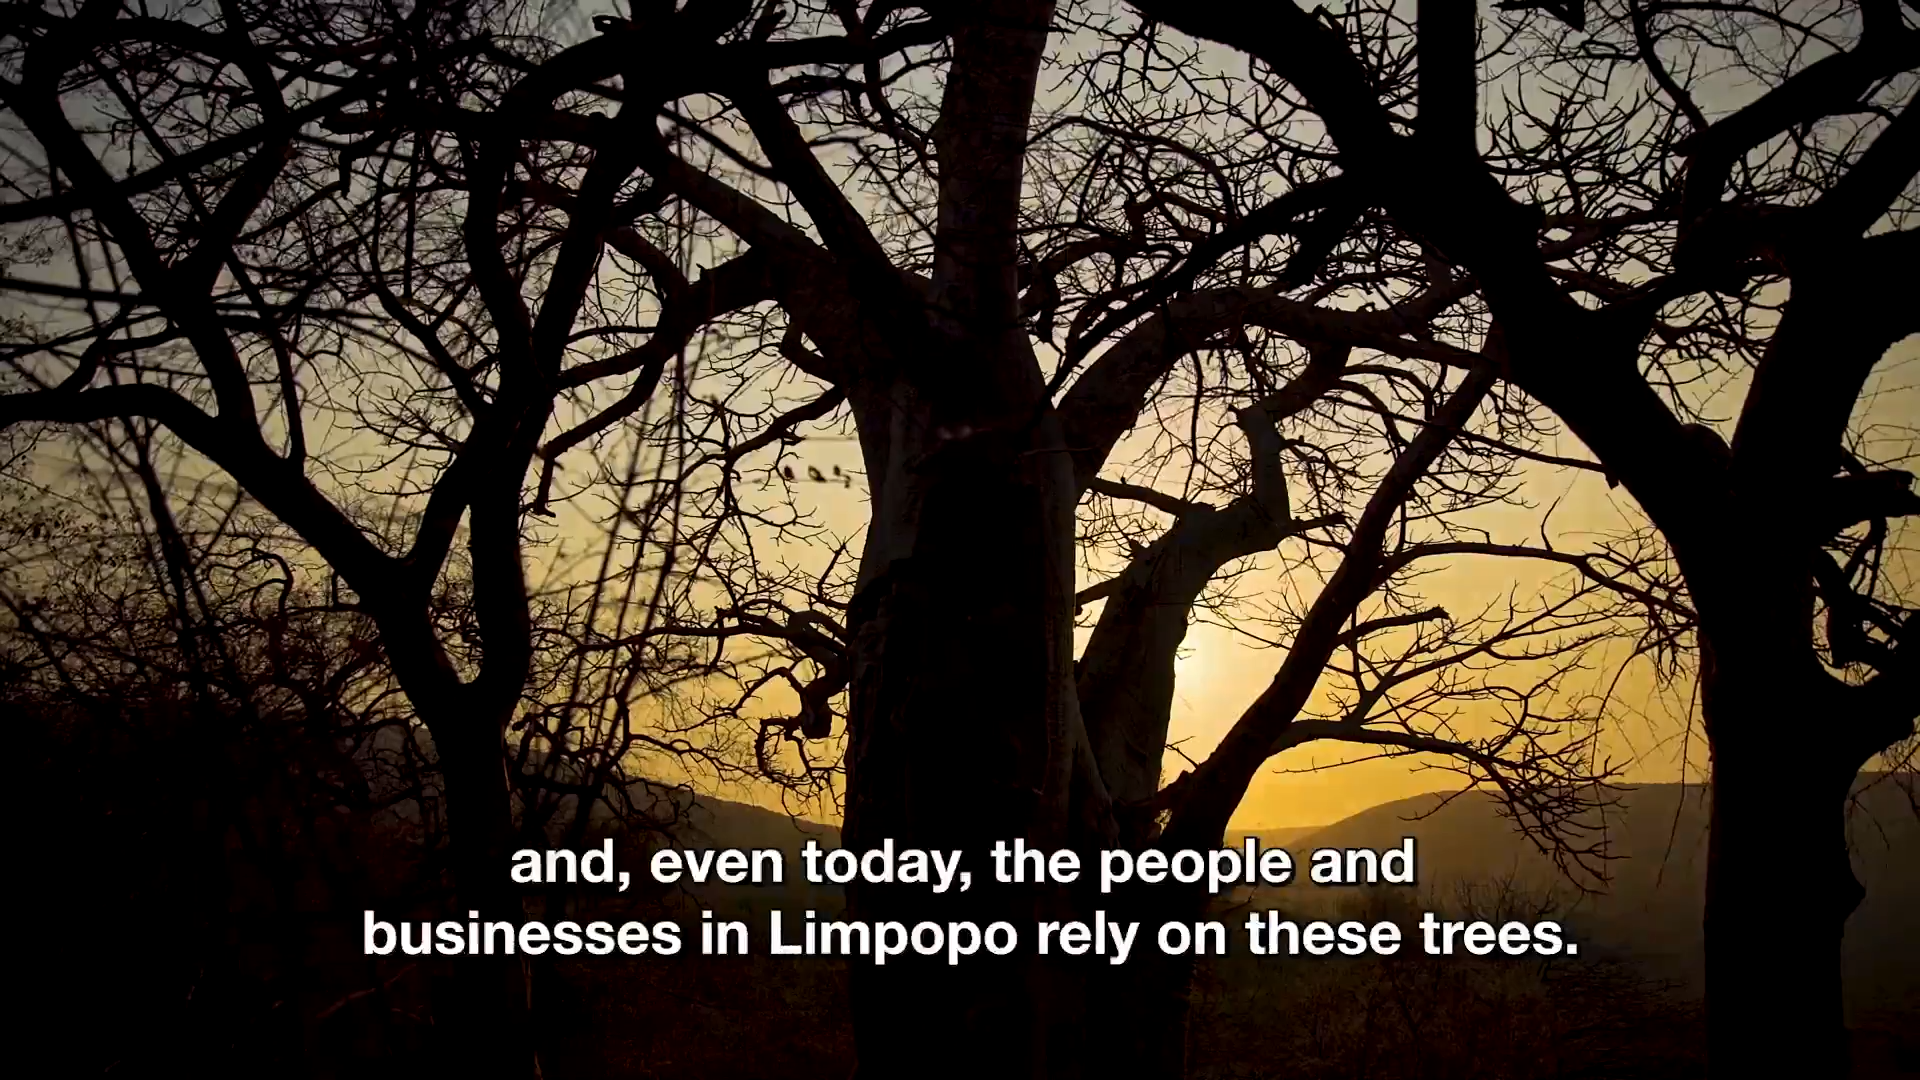 and, even today, the people and
businesses in Limpopo rely on these trees.